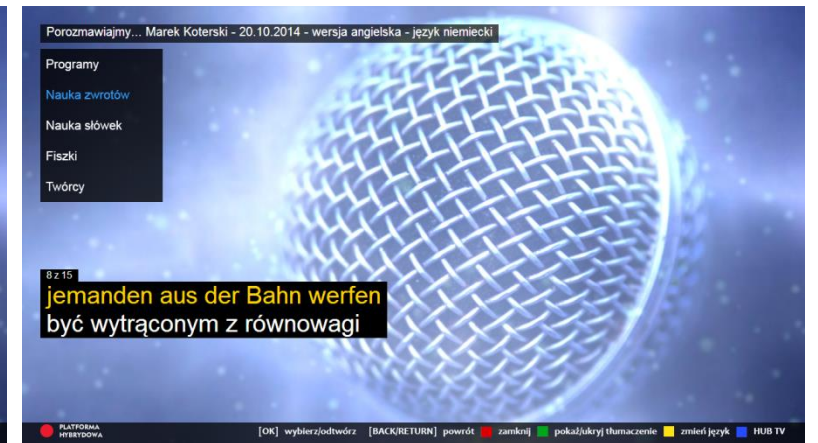 Porozmawiajmy... Marek Koterski - 20.10.2014 - wersja angielska - język niemiecki
Programy
Nauka zwrotów
Nauka słówek
Fiszki
Twórcy
8 z 15
jemanden aus der Bahn werfen
być wytrąconym z równowagi
PLATFORMA
HYBRYDOWA
[OK] wybierz/odtwórz [BACK/RETURN] powrót zamknij pokaż/ukryj tłumaczenie zmień język HUB TV